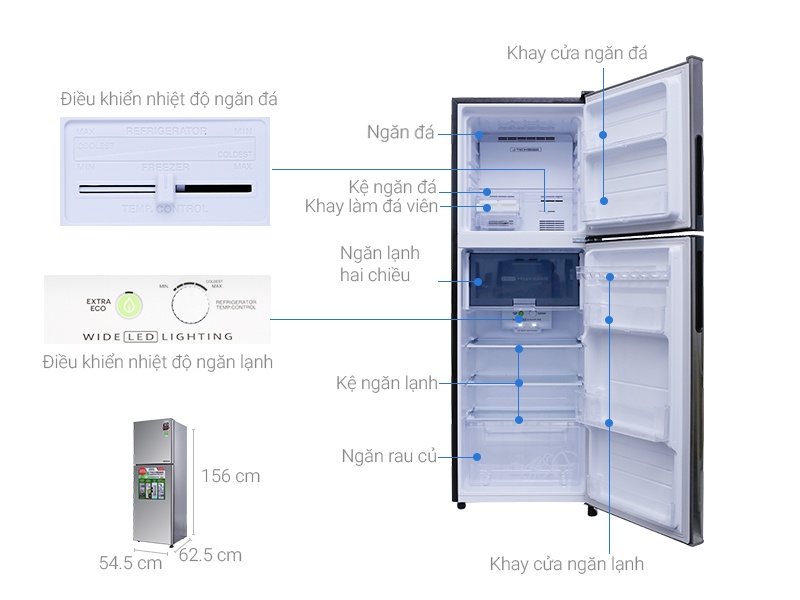 Khay cửa ngăn đá
Điều khiển nhiệt độ ngăn đá
MAX REFRIGERATOR MIN
COLDEST
COLDEST
MIN FREEZER MAX
TEMP. CONTROL
Ngăn đá
J-TECH
Kệ ngăn đá
Khay làm đá viên
Ngăn lạnh
hai chiều
EXTRA
ECO
MIN.
COLDEST
MAX
REFRIGERATOR
TEMP.CONTROL
WIDE LED LIGHTING
Điều khiển nhiệt độ ngăn lạnh
Kệ ngăn lạnh
Ngăn rau củ
156 cm
54.5 cm
62.5 cm
Khay cửa ngăn lạnh